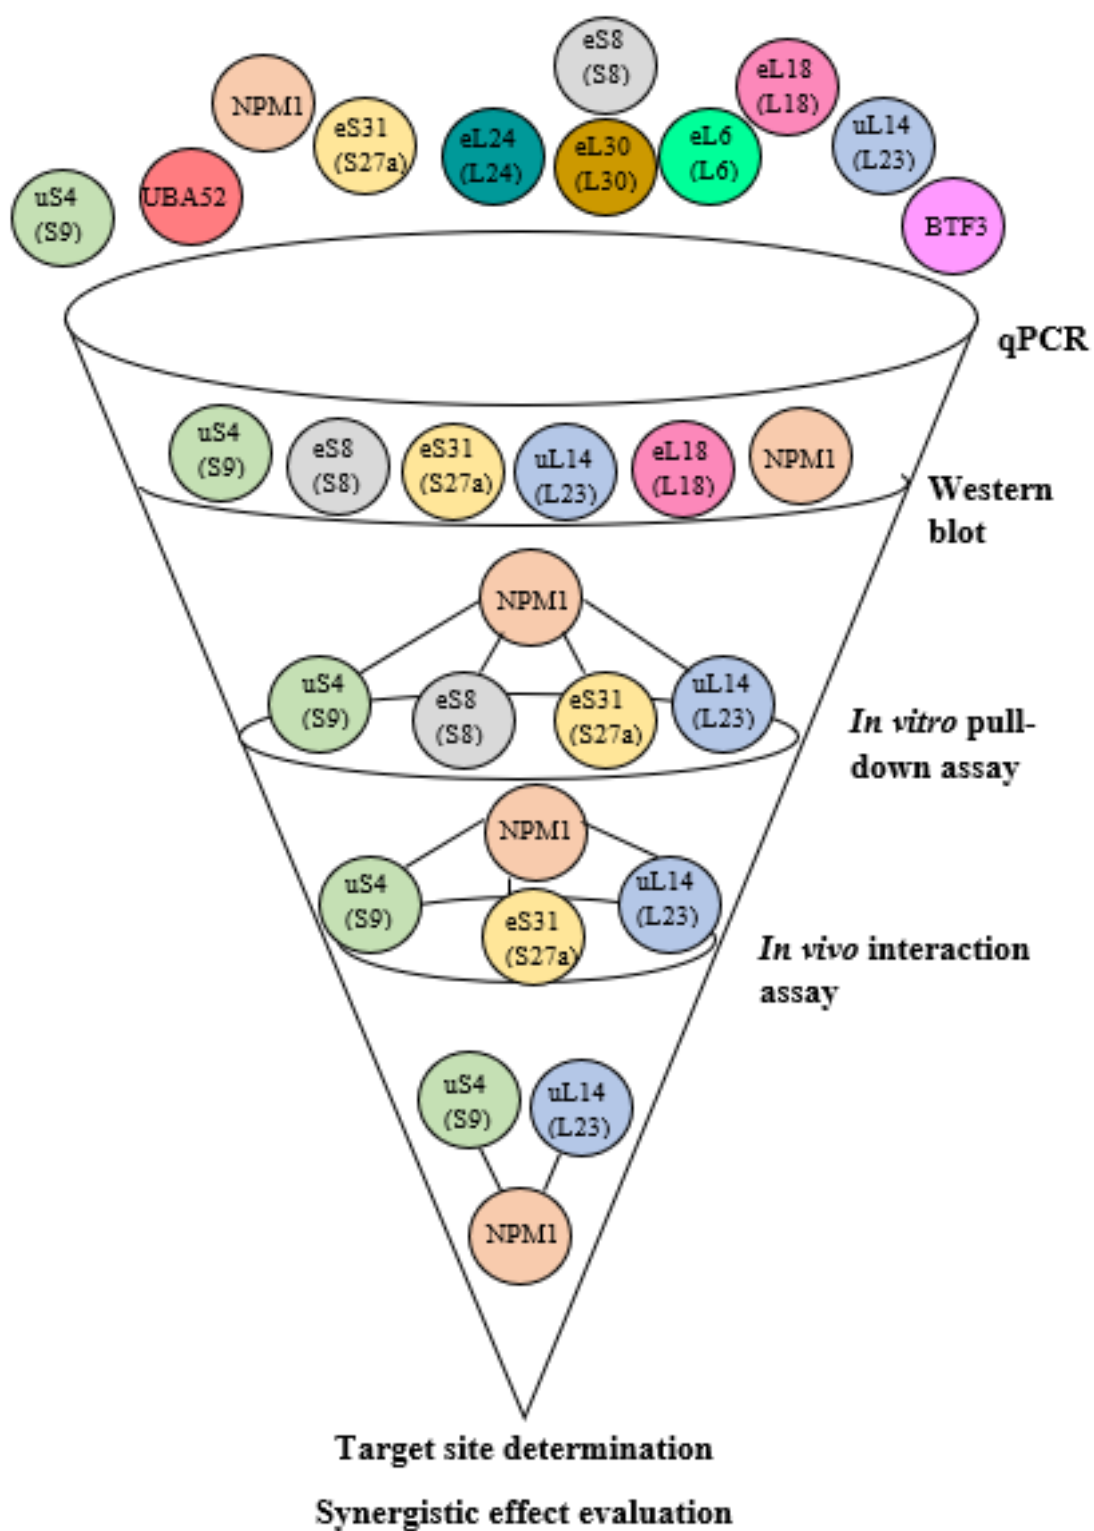 eS8
(S8)
eL18
(L18)
NPM1
eS31
(S27a)
eL24
(L24)
eL30
(L30)
eL6
(L6)
uL14
(L23)
uS4
(S9)
UBA52
BTF3
qPCR
uS4
(S9)
eS8
(S8)
eS31
(S27a)
uL14
(L23)
eL18
(L18)
NPM1
Western
blot
NPM1
uS4
(S9)
eS8
(S8)
eS31
(S27a)
uL14
(L23)
In vitro pull-
down assay
NPM1
uS4
(S9)
eS31
(S27a)
uL14
(L23)
In vivo interaction
assay
uS4
(S9)
uL14
(L23)
NPM1
Target site determination
Synergistic effect evaluation